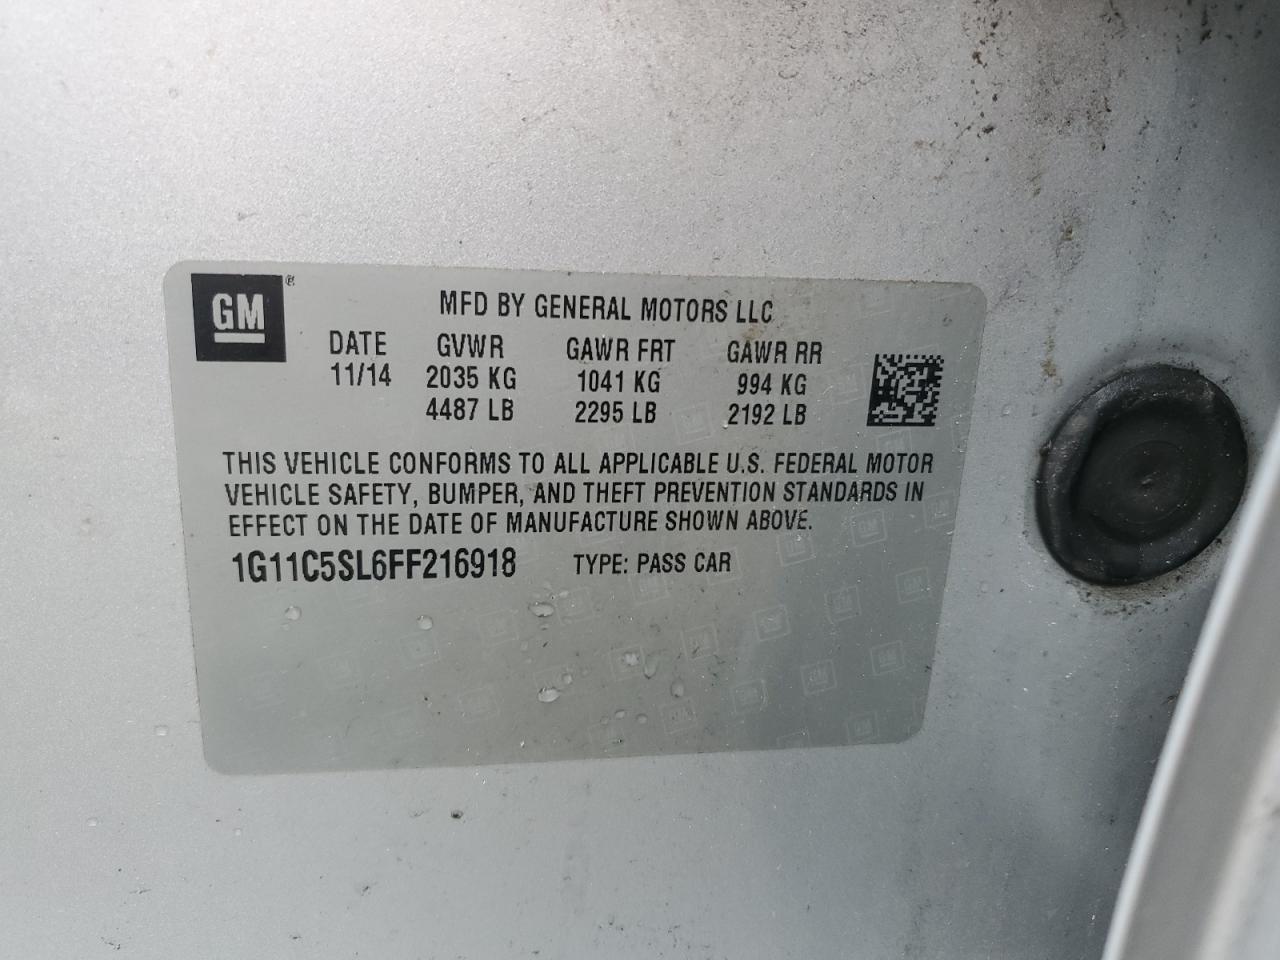 GM®
MFD BY GENERAL MOTORS LLC
DATE GVWR GAWR FRT GAWR RR
11/14 2035 KG 1041 KG 994 KG
4487 LB 2295 LB 2192 LB
THIS VEHICLE CONFORMS TO ALL APPLICABLE U.S. FEDERAL MOTOR
VEHICLE SAFETY, BUMPER, AND THEFT PREVENTION STANDARDS IN
EFFECT ON THE DATE OF MANUFACTURE SHOWN ABOVE.
1G11C5SL6FF216918 TYPE: PASS CAR